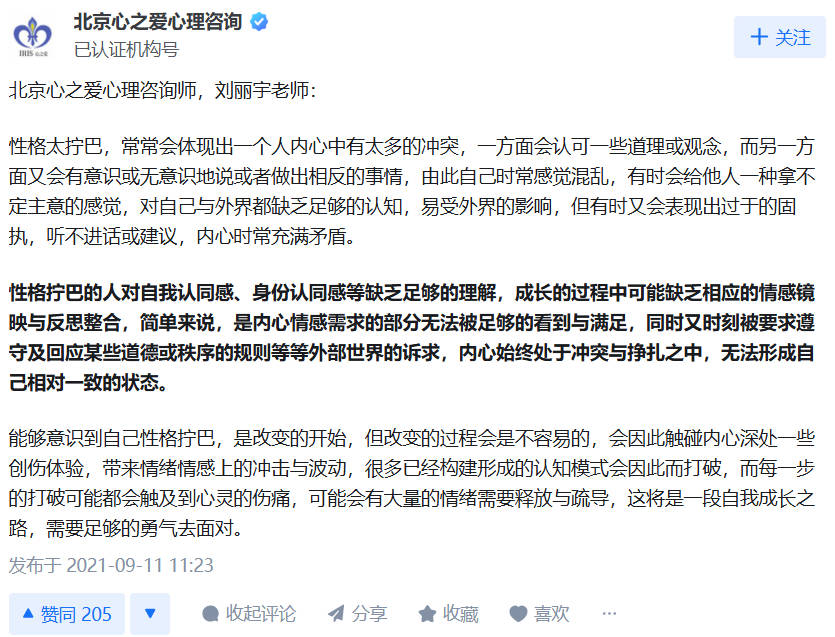 北京心之爱心理咨询
已认证机构号
IRIS 心之爱
+ 关注
北京心之爱心理咨询师，刘丽宇老师：
性格太拧巴，常常会体现出一个人内心中有太多的冲突，一方面会认可一些道理或观念，而另一方
面又会有意识或无意识地说或者做出相反的事情，由此自己时常感觉混乱，有时会给他人一种拿不
定主意的感觉，对自己与外界都缺乏足够的认知，易受外界的影响，但有时又会表现出过于的固
执，听不进话或建议，内心时常充满矛盾。
性格拧巴的人对自我认同感、身份认同感等缺乏足够的理解，成长的过程中可能缺乏相应的情感镜
映与反思整合，简单来说，是内心情感需求的部分无法被足够的看到与满足，同时又时刻被要求遵
守及回应某些道德或秩序的规则等等外部世界的诉求，内心始终处于冲突与挣扎之中，无法形成自
己相对一致的状态。
能够意识到自己性格拧巴，是改变的开始，但改变的过程会是不容易的，会因此触碰内心深处一些
创伤体验，带来情绪情感上的冲击与波动，很多已经构建形成的认知模式会因此而打破，而每一步
的打破可能都会触及到心灵的伤痛，可能会有大量的情绪需要释放与疏导，这将是一段自我成长之
路，需要足够的勇气去面对。
发布于 2021-09-11 11:23
▲ 赞同 205 ▼ 收起评论 分享 收藏 喜欢 ···